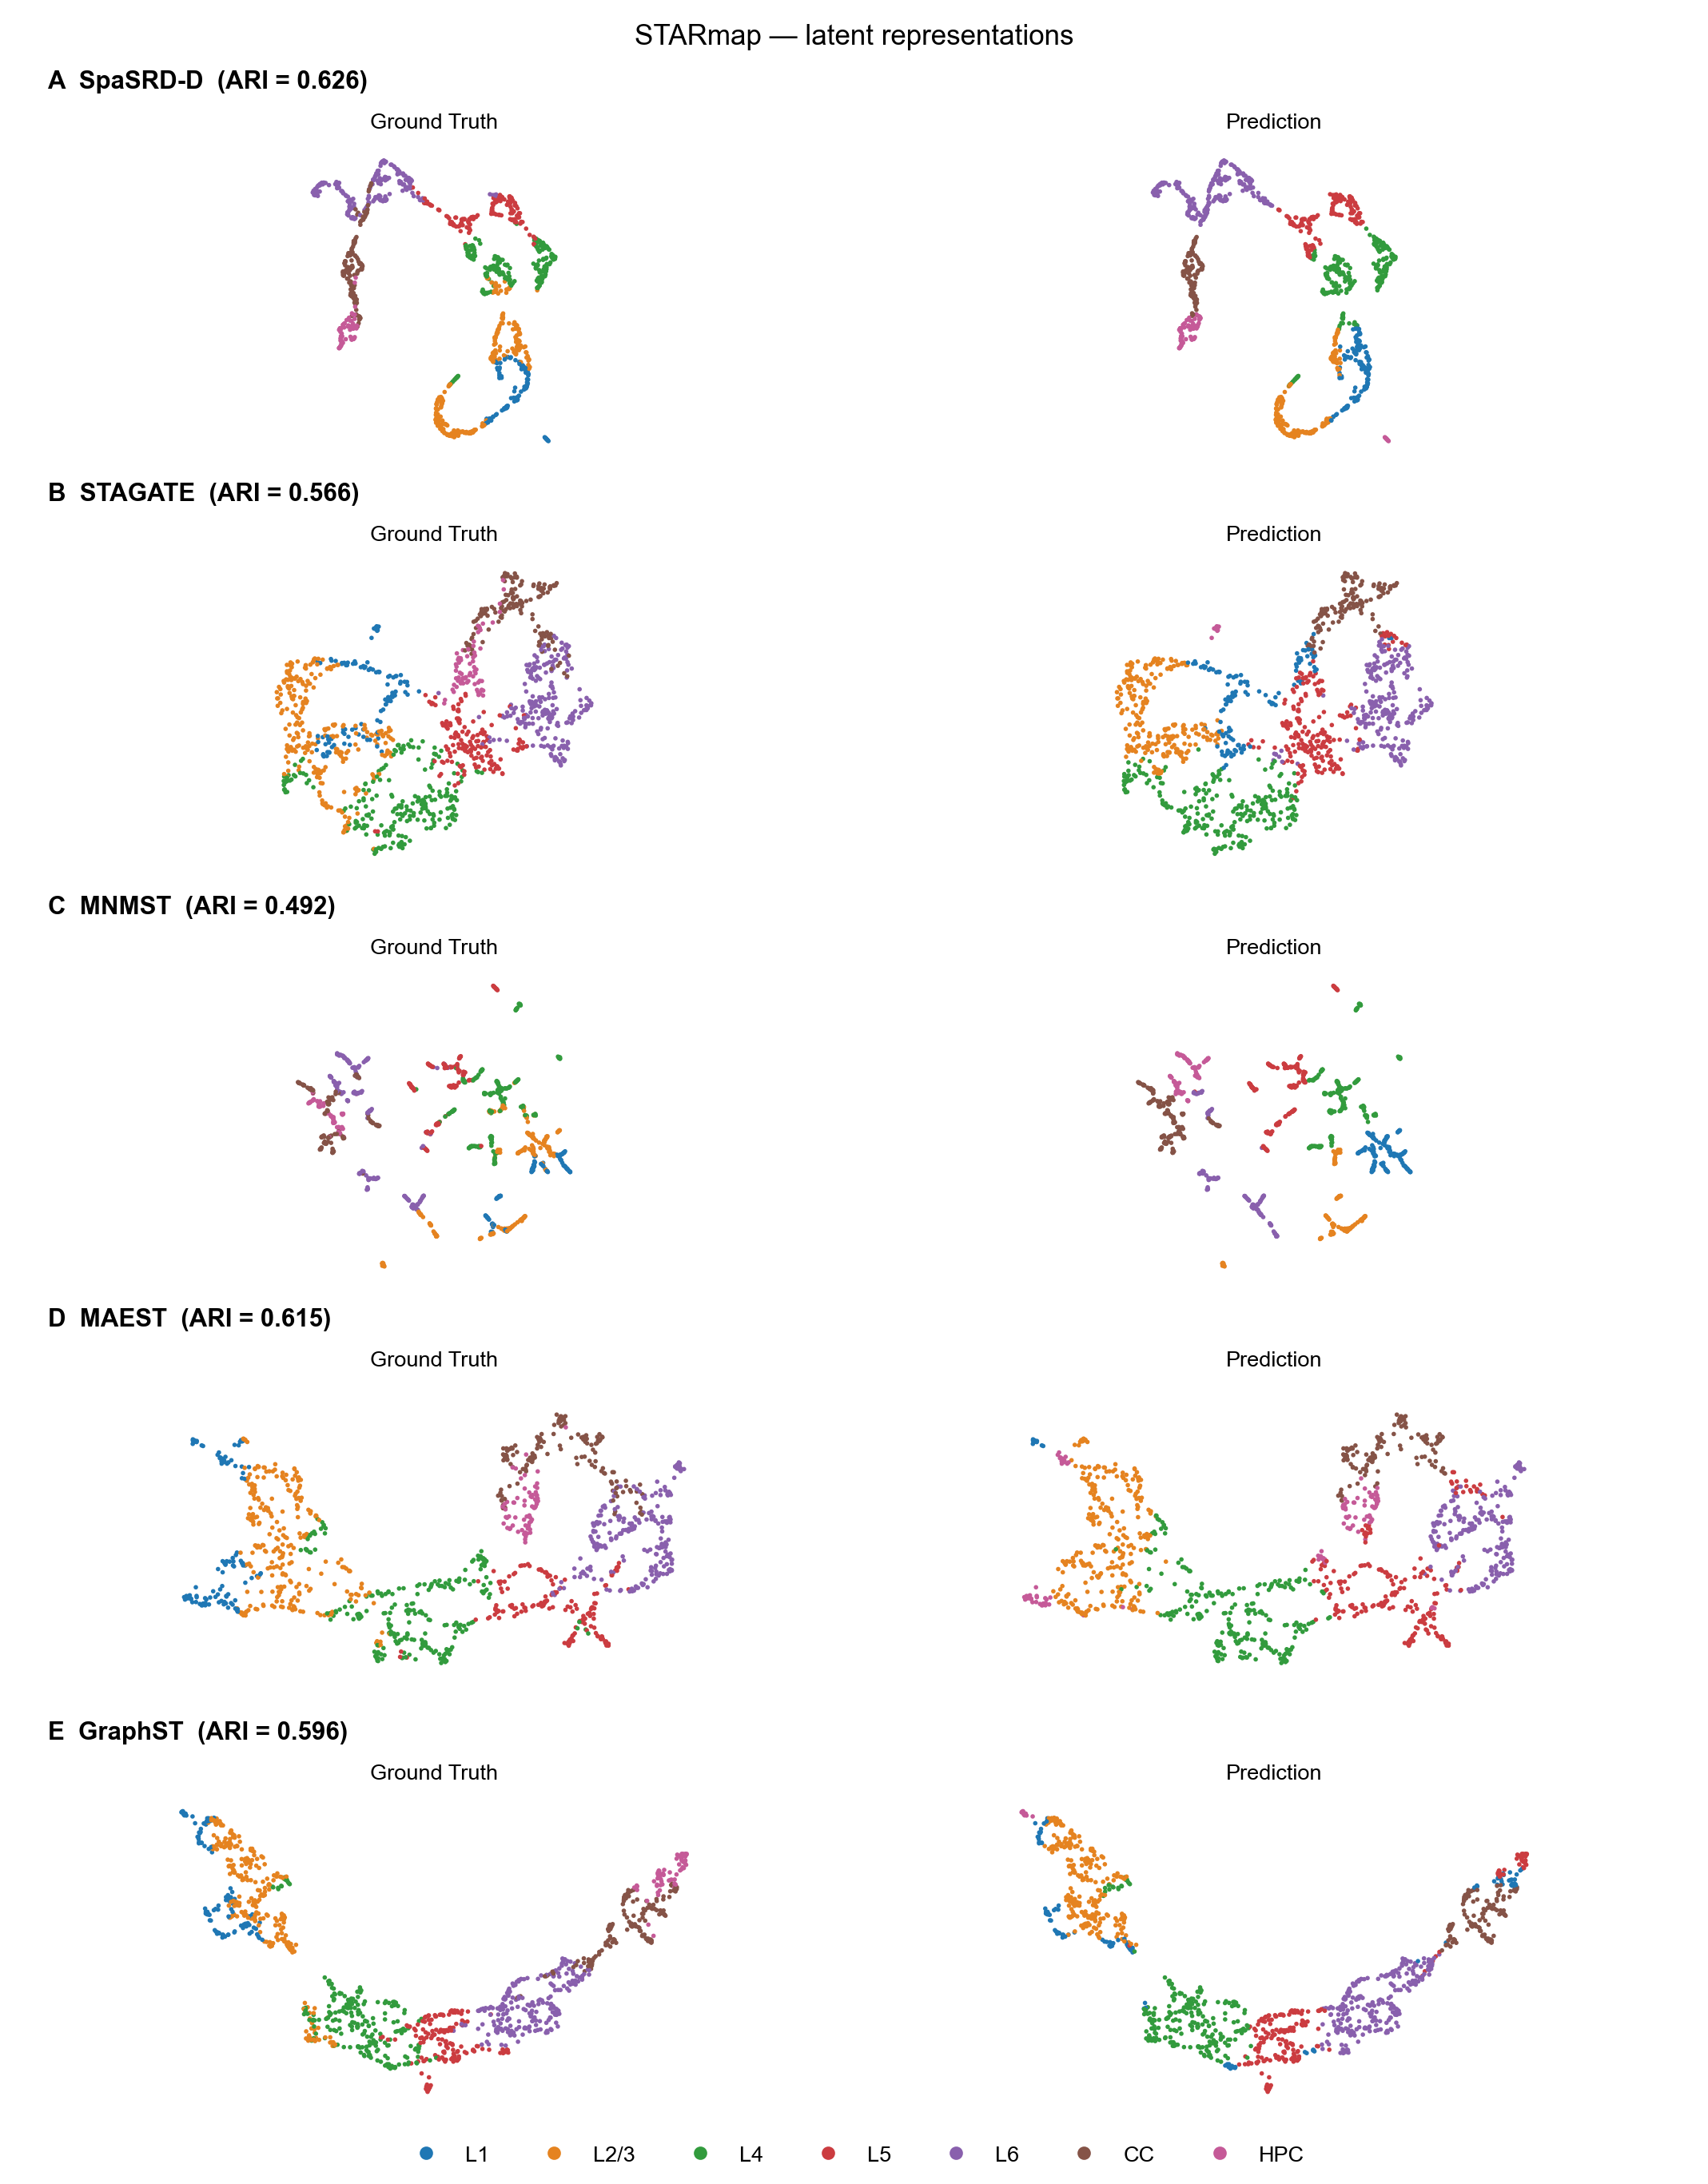 STARmap — latent representations
A SpaSRD-D (ARI = 0.626)
Ground Truth Prediction
B STAGATE (ARI = 0.566)
Ground Truth Prediction
C MNMST (ARI = 0.492)
Ground Truth Prediction
D MAEST (ARI = 0.615)
Ground Truth Prediction
E GraphST (ARI = 0.596)
Ground Truth Prediction
L1 L2/3 L4 L5 L6 CC HPC